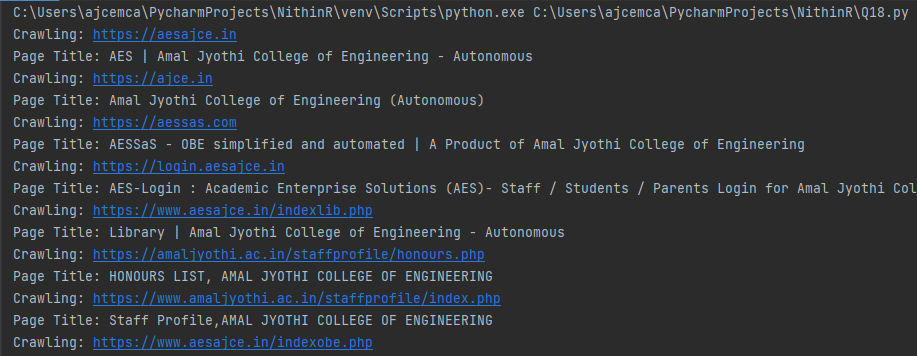 C:\Users\ajcemca\PycharmProjects\NithinR\venv\Scripts\python.exe C:\Users\ajcemca\PycharmProjects\NithinR\Q18.py
Crawling: https://aesajce.in
Page Title: AES | Amal Jyothi College of Engineering - Autonomous
Crawling: https://ajce.in
Page Title: Amal Jyothi College of Engineering (Autonomous)
Crawling: https://aessas.com
Page Title: AESSaS - OBE simplified and automated | A Product of Amal Jyothi College of Engineering
Crawling: https://login.aesajce.in
Page Title: AES-Login : Academic Enterprise Solutions (AES)- Staff / Students / Parents Login for Amal Jyothi Col
Crawling: https://www.aesajce.in/indexlib.php
Page Title: Library | Amal Jyothi College of Engineering - Autonomous
Crawling: https://amaljyothi.ac.in/staffprofile/honours.php
Page Title: HONOURS LIST, AMAL JYOTHI COLLEGE OF ENGINEERING
Crawling: https://www.amaljyothi.ac.in/staffprofile/index.php
Page Title: Staff Profile,AMAL JYOTHI COLLEGE OF ENGINEERING
Crawling: https://www.aesajce.in/indexobe.php